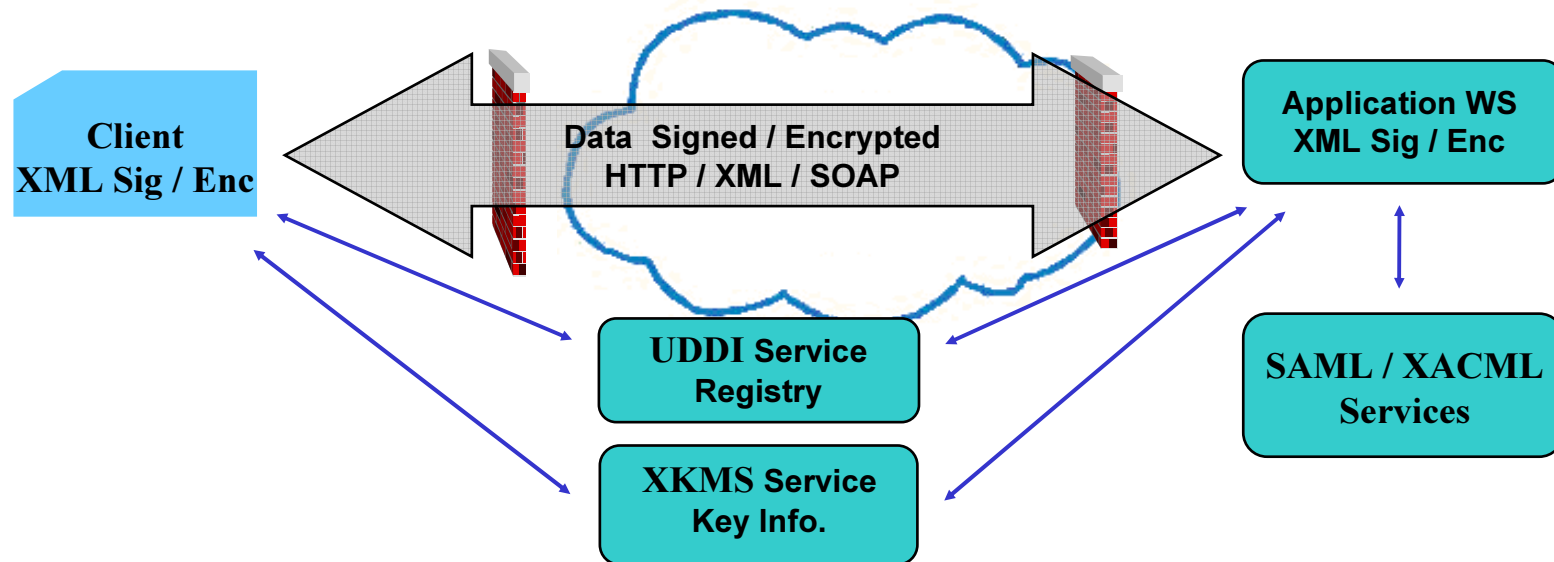 Client
XML Sig / Enc
Data Signed / Encrypted
HTTP / XML / SOAP
Application WS
XML Sig / Enc
UDDI Service
Registry
SAML / XACML
Services
XKMS Service
Key Info.